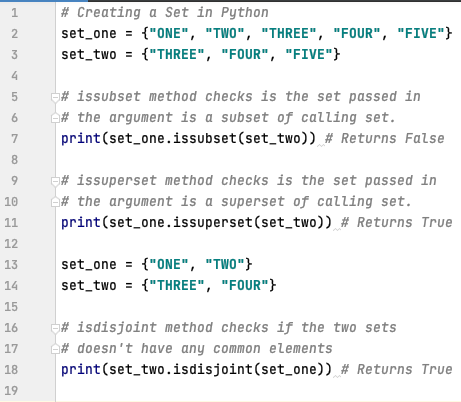 1 # Creating a Set in Python
2 set_one = {"ONE", "TWO", "THREE", "FOUR", "FIVE"}
3 set_two = {"THREE", "FOUR", "FIVE"}
4
5 # issubset method checks is the set passed in
6 # the argument is a subset of calling set.
7 print(set_one.issubset(set_two)) # Returns False
8
9 # issuperset method checks is the set passed in
10 # the argument is a superset of calling set.
11 print(set_one.issuperset(set_two)) # Returns True
12
13 set_one = {"ONE", "TWO"}
14 set_two = {"THREE", "FOUR"}
15
16 # isdisjoint method checks if the two sets
17 # doesn't have any common elements
18 print(set_two.isdisjoint(set_one)) # Returns True
19